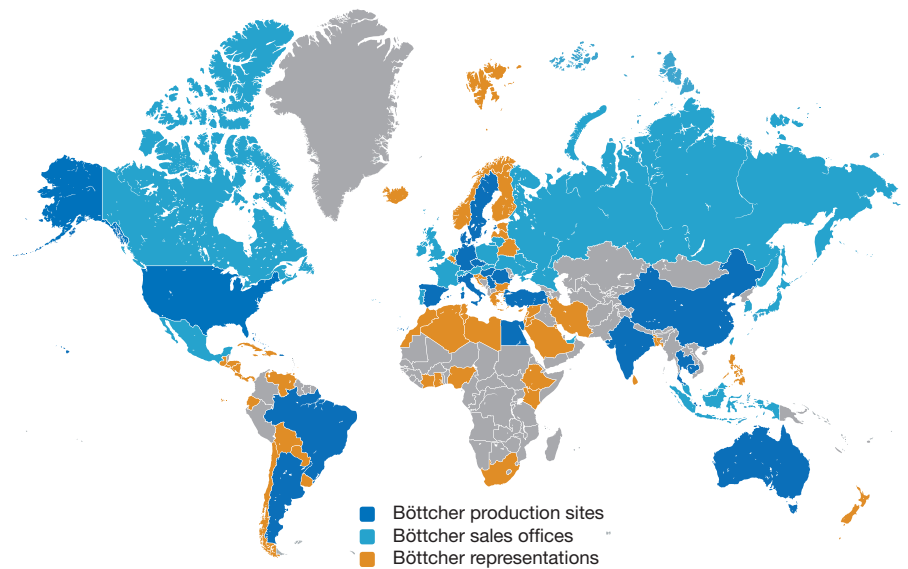 Böttcher production sites
Böttcher sales offices
Böttcher representations